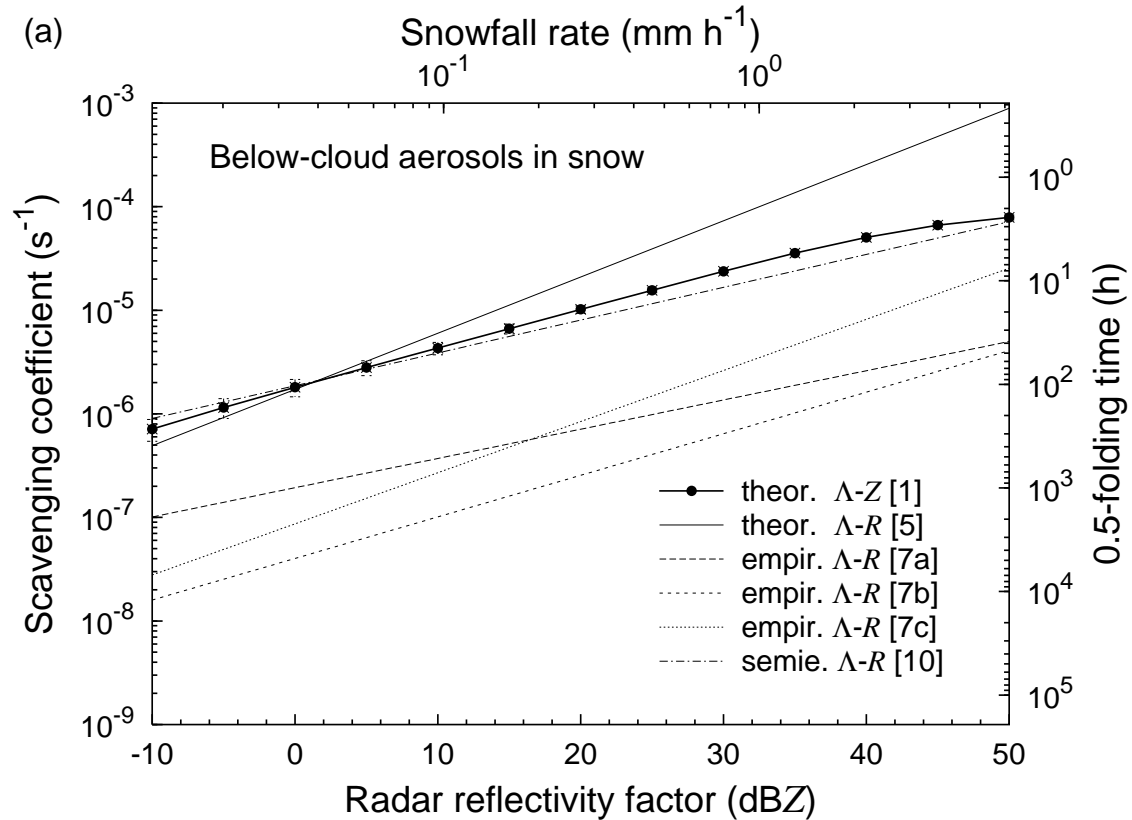 (a)
Snowfall rate (mm h⁻¹)
10⁻¹ 10⁰
Below-cloud aerosols in snow
Scavenging coefficient (s⁻¹)
10⁻³
10⁻⁴
10⁻⁵
10⁻⁶
10⁻⁷
10⁻⁸
10⁻⁹
10⁰
10¹
10²
10³
10⁴
10⁵
0.5-folding time (h)
theor. Λ-Z [1]
theor. Λ-R [5]
empir. Λ-R [7a]
empir. Λ-R [7b]
empir. Λ-R [7c]
semie. Λ-R [10]
-10 0 10 20 30 40 50
Radar reflectivity factor (dBZ)